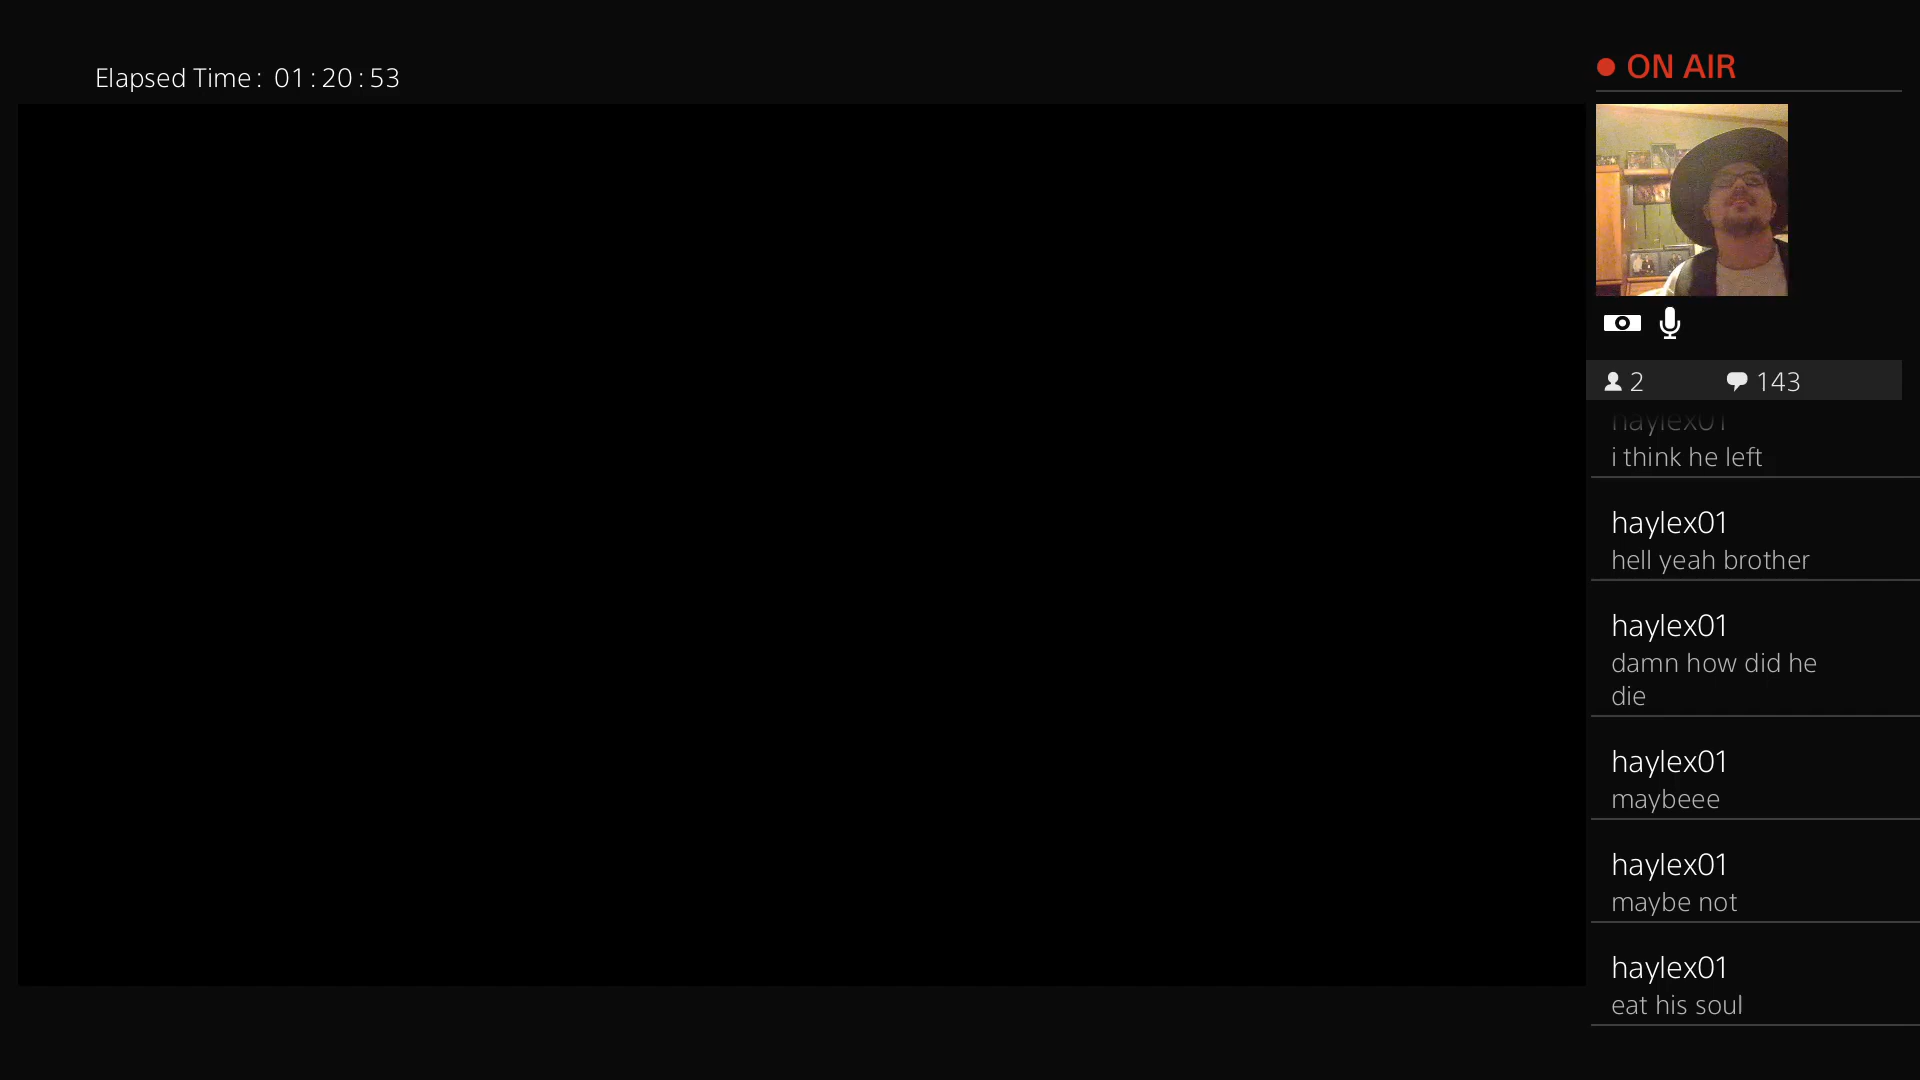 Elapsed Time: 01:20:53
ON AIR
2 143
haylex01
i think he left
haylex01
hell yeah brother
haylex01
damn how did he
die
haylex01
maybeee
haylex01
maybe not
haylex01
eat his soul